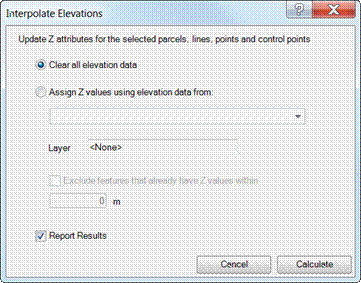 Interpolate Elevations
Update Z attributes for the selected parcels, lines, points and control points
Clear all elevation data
Assign Z values using elevation data from:
Layer <None>
Exclude features that already have Z values within
0 m
Report Results
Cancel Calculate